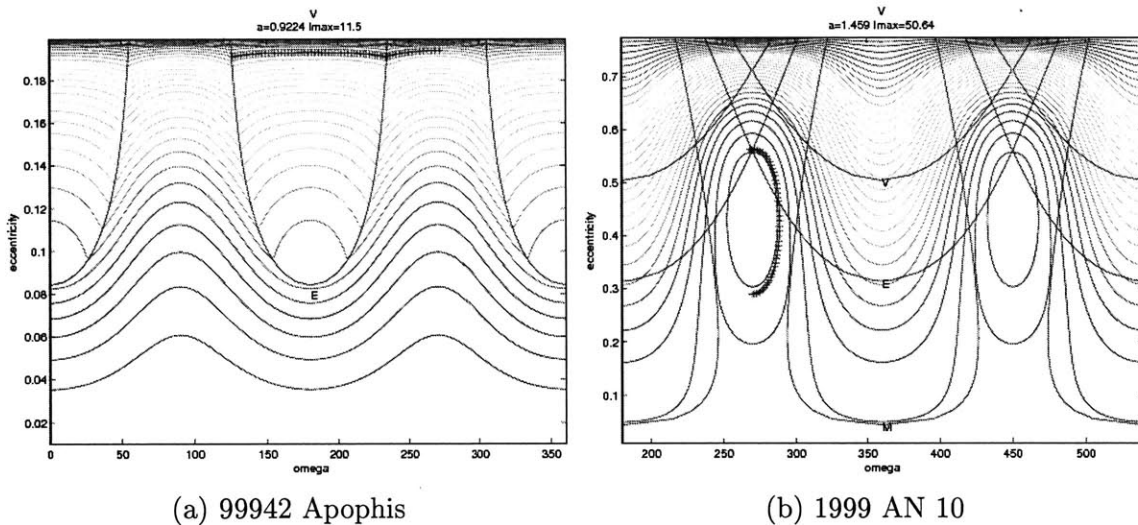 V
a=0.9224 Imax=11.5
0.18
0.16
0.14
0.12
0.1
0.08
0.06
0.04
0.02
eccentricity
E
0 50 100 150 200 250 300 350
omega
(a) 99942 Apophis
V
a=1.459 Imax=50.64
0.7
0.6
0.5
0.4
0.3
0.2
0.1
eccentricity
V
E
M
200 250 300 350 400 450 500
omega
(b) 1999 AN 10